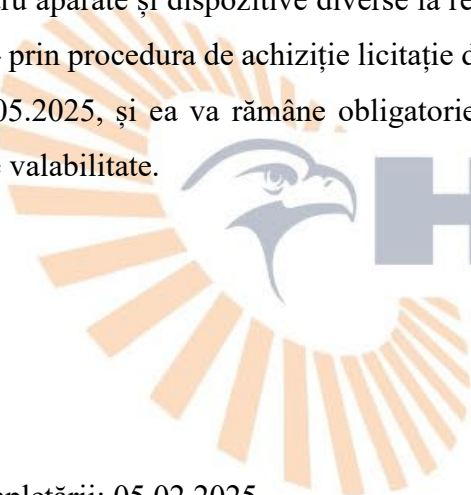 ru aparate și dispozitive diverse la re
prin procedura de achiziție licitație d
05.2025, și ea va rămâne obligatorie
valabilitate.
H
pletării: 05.02.2025